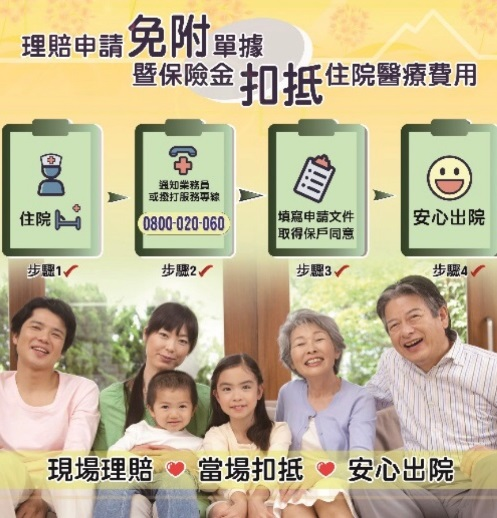 理賠申請免附單據
暨保險金扣抵住院醫療費用
住院
通知業務員
或撥打服務專線
0800-020-060
填寫申請文件
取得保戶同意
安心出院
步驟1
步驟2
步驟3
步驟4
現場理賠 當場扣抵 安心出院